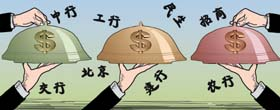 中行 工行 民生 招商
交行 北京 建行 农行
$ $ $